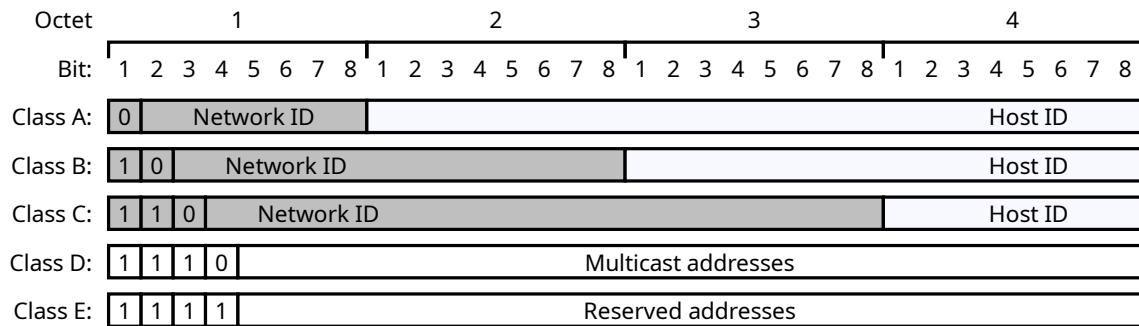 Octet 1 2 3 4
Bit: 1 2 3 4 5 6 7 8 1 2 3 4 5 6 7 8 1 2 3 4 5 6 7 8 1 2 3 4 5 6 7 8
Class A: 0 Network ID Host ID
Class B: 1 0 Network ID Host ID
Class C: 1 1 0 Network ID Host ID
Class D: 1 1 1 0 Multicast addresses
Class E: 1 1 1 1 Reserved addresses